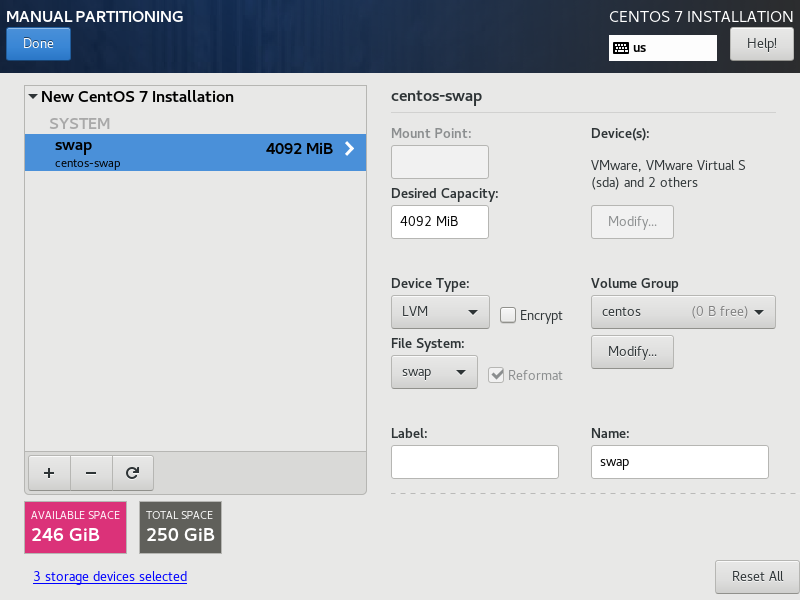 MANUAL PARTITIONING
CENTOS 7 INSTALLATION
Done
us
Help!
New CentOS 7 Installation
SYSTEM
swap
4092 MiB
centos-swap
centos-swap
Mount Point:
Device(s):
VMware, VMware Virtual S
(sda) and 2 others
Desired Capacity:
4092 MiB
Modify...
Device Type:
Volume Group
LVM
Encrypt
centos
(0 B free)
File System:
Modify...
swap
Reformat
Label:
Name:
swap
+
−
AVAILABLE SPACE
246 GiB
TOTAL SPACE
250 GiB
3 storage devices selected
Reset All